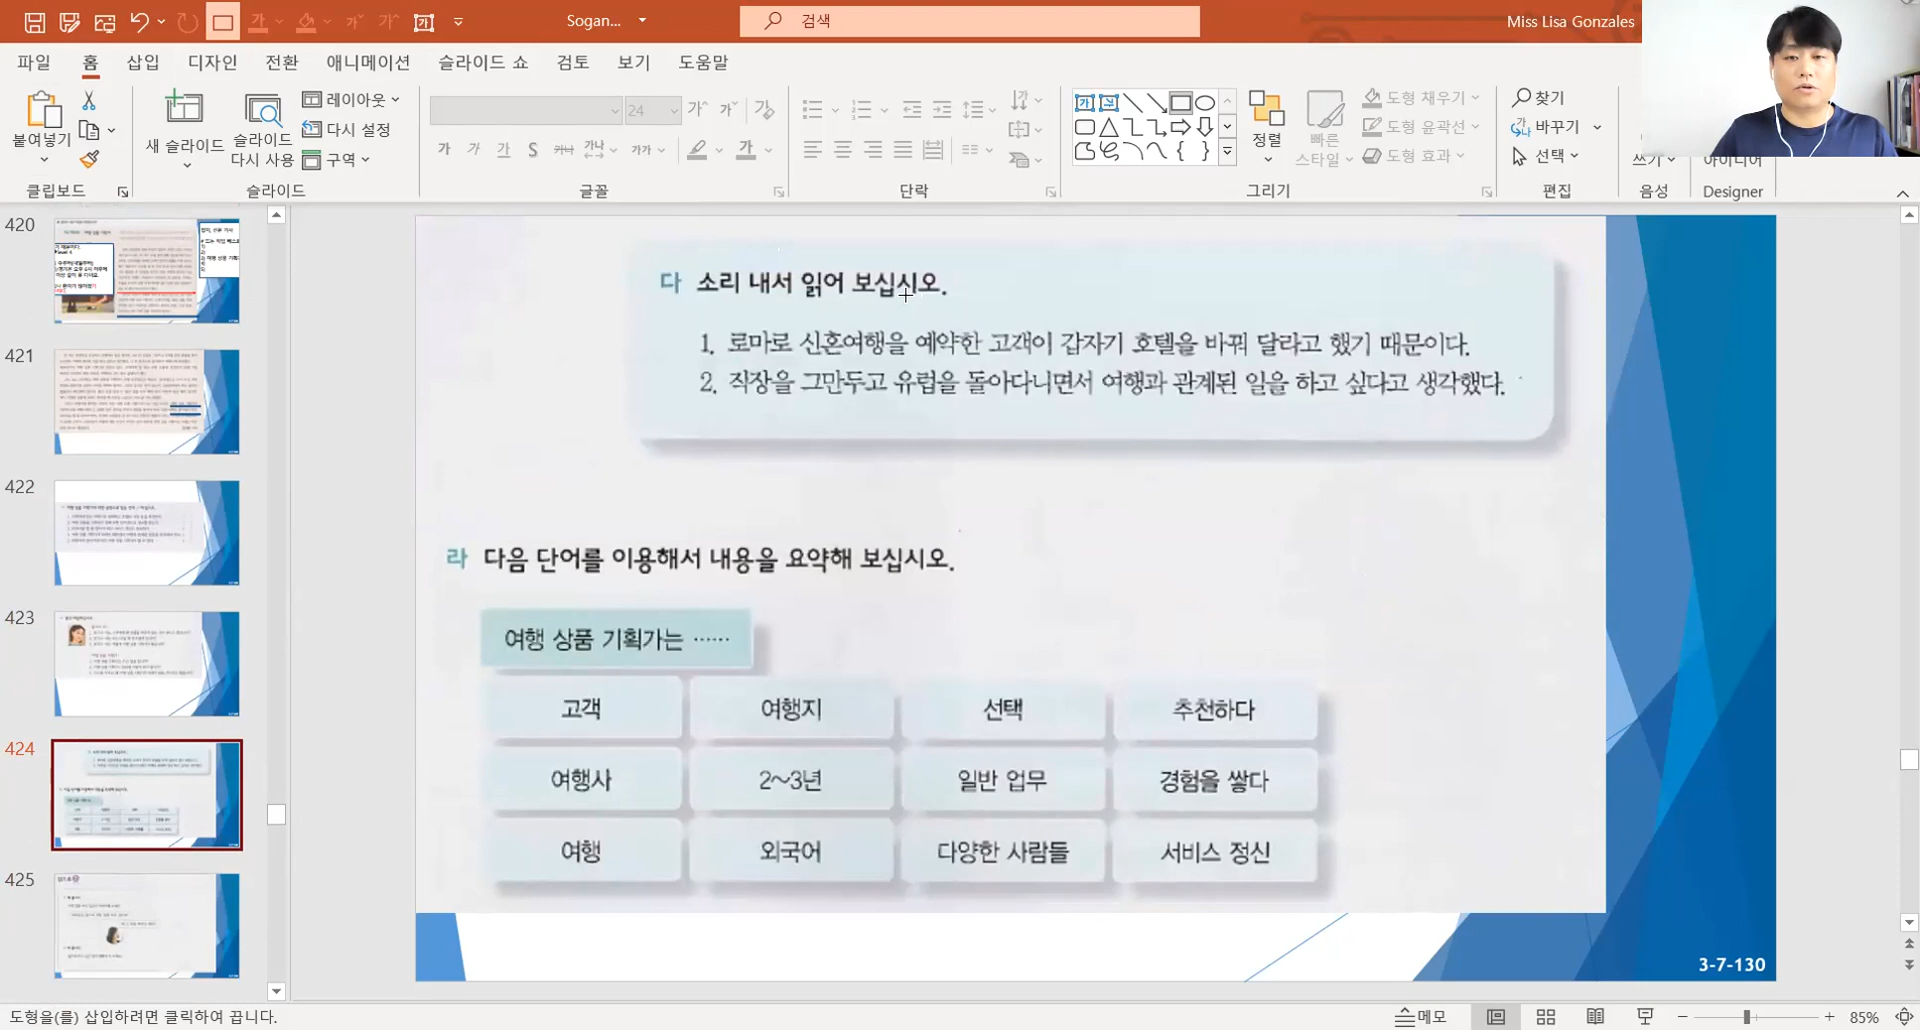 Sogan...
검색
Miss Lisa Gonzales
파일 홈 삽입 디자인 전환 애니메이션 슬라이드 쇼 검토 보기 도움말
붙여넣기
클립보드
새 슬라이드
슬라이드 다시 사용
레이아웃
다시 설정
구역
슬라이드
24
글꼴
단락
정렬
빠른 스타일
도형 채우기
도형 윤곽선
도형 효과
그리기
찾기
바꾸기
선택
편집
쓰기
음성
아이디어
Designer
420
421
422
423
424
425
다 소리 내서 읽어 보십시오.
1. 로마로 신혼여행을 예약한 고객이 갑자기 호텔을 바꿔 달라고 했기 때문이다.
2. 직장을 그만두고 유럽을 돌아다니면서 여행과 관계된 일을 하고 싶다고 생각했다.
라 다음 단어를 이용해서 내용을 요약해 보십시오.
여행 상품 기획가는 ……
고객 여행지 선택 추천하다
여행사 2~3년 일반 업무 경험을 쌓다
여행 외국어 다양한 사람들 서비스 정신
3-7-130
도형을(를) 삽입하려면 클릭하여 끕니다.
메모
85%